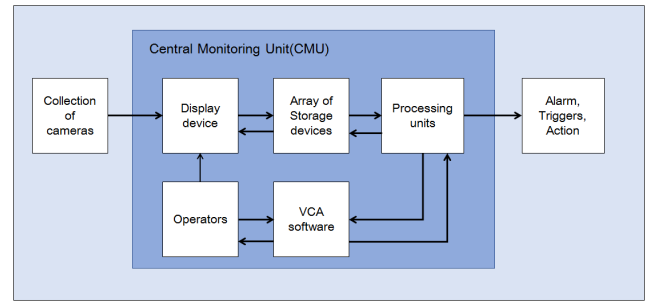 Central Monitoring Unit(CMU)
Collection
of
cameras
Display
device
Array of
Storage
devices
Processing
units
Alarm,
Triggers,
Action
Operators
VCA
software